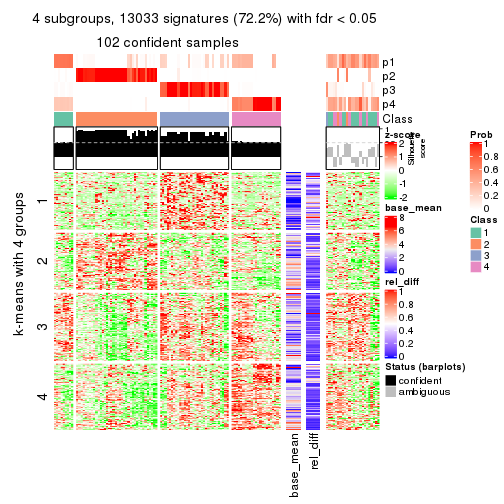 4 subgroups, 13033 signatures (72.2%) with fdr < 0.05
102 confident samples
p1
p2
p3
p4
Class
1
Silhouette
score
z-score
2
1
0
-1
-2
base_mean
8
6
4
2
0
rel_diff
1
0.8
0.6
0.4
0.2
0
Status (barplots)
confident
ambiguous
Prob
1
0.8
0.6
0.4
0.2
0
Class
1
2
3
4
k-means with 4 groups
1
2
3
4
base_mean
rel_diff